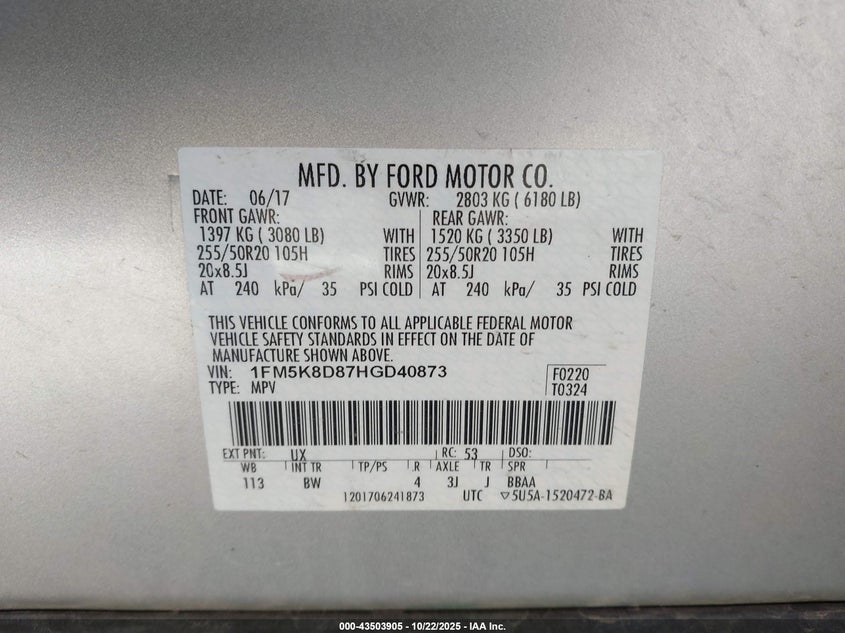 MFD. BY FORD MOTOR CO.
DATE: 06/17 GVWR: 2803 KG ( 6180 LB)
FRONT GAWR: REAR GAWR:
1397 KG ( 3080 LB) WITH 1520 KG ( 3350 LB) WITH
255/50R20 105H TIRES 255/50R20 105H TIRES
20x8.5J RIMS 20x8.5J RIMS
AT 240 kPa/ 35 PSI COLD AT 240 kPa/ 35 PSI COLD
THIS VEHICLE CONFORMS TO ALL APPLICABLE FEDERAL MOTOR
VEHICLE SAFETY STANDARDS IN EFFECT ON THE DATE OF
MANUFACTURE SHOWN ABOVE.
VIN: 1FM5K8D87HGD40873 F0220
TYPE: MPV T0324
EXT PNT: UX RC: 53 DSO:
WB INT TR TP/PS R AXLE TR SPR
113 BW 4 3J J BBAA
1201706241873 UTC ▽5U5A-1520472-BA
000-43503905 - 10/22/2025 - IAA Inc.